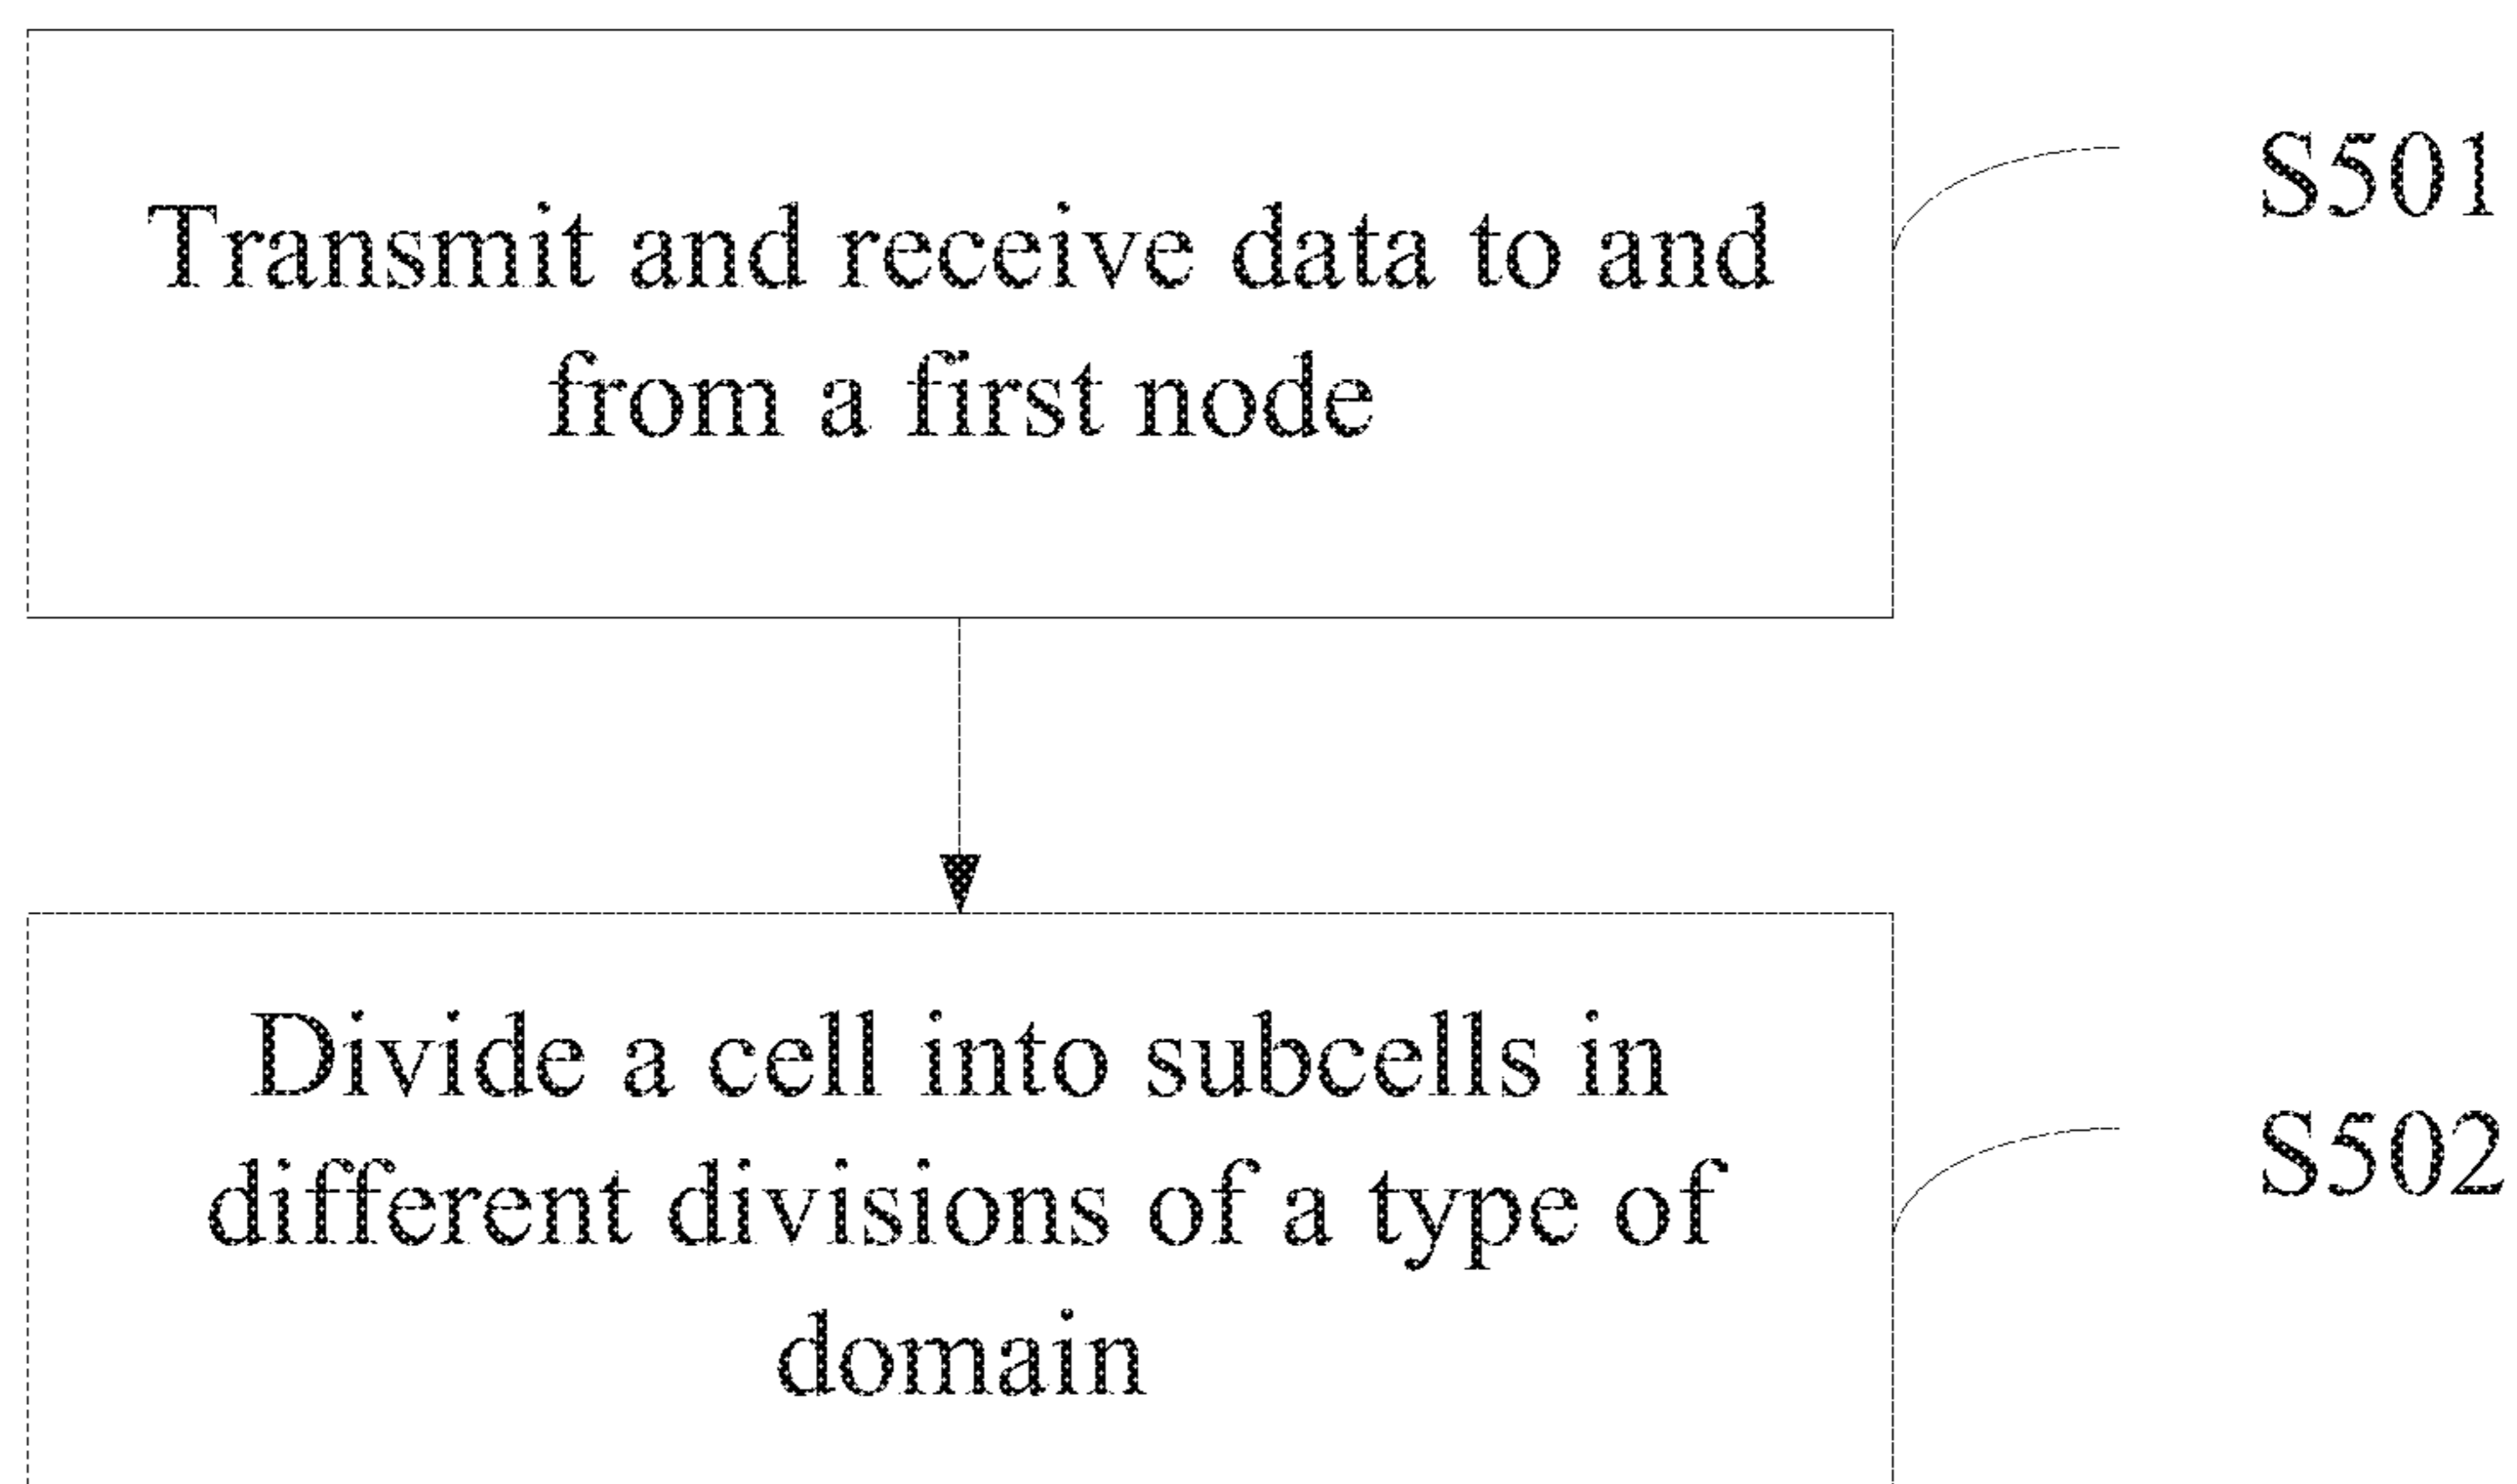 S501
Transmit and receive data to and
from a first node
Divide a cell into subcells in
S502
different divisions of a type of
domain